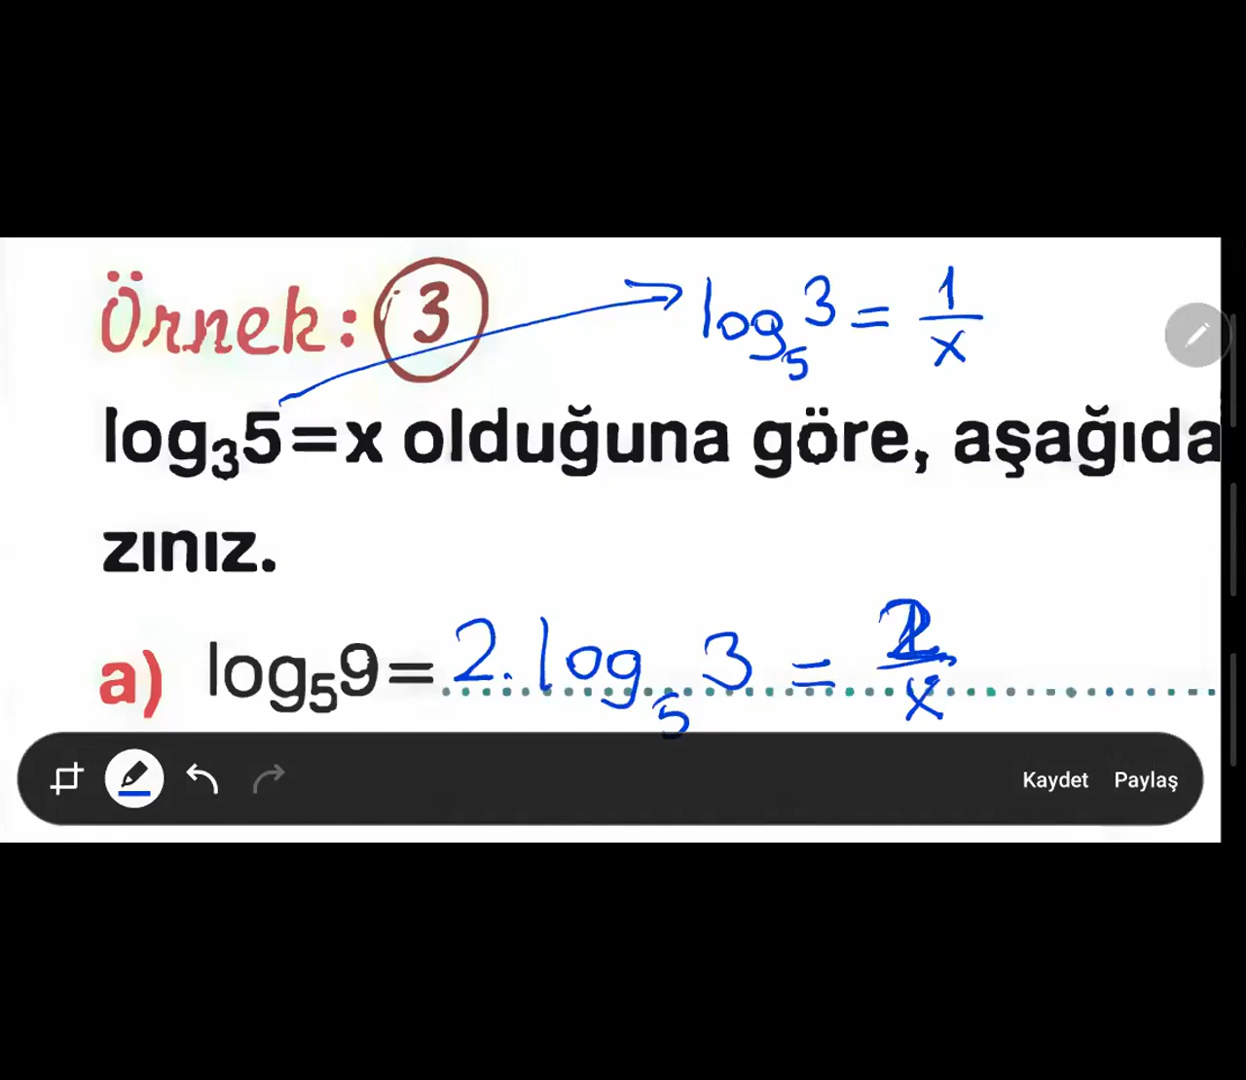 Örnek: 3 log₅3 = 1/x
log₃5=x olduğuna göre, aşağıda
zınız.
a) log₅9= 2.log₅3 = 2/x
Kaydet Paylaş